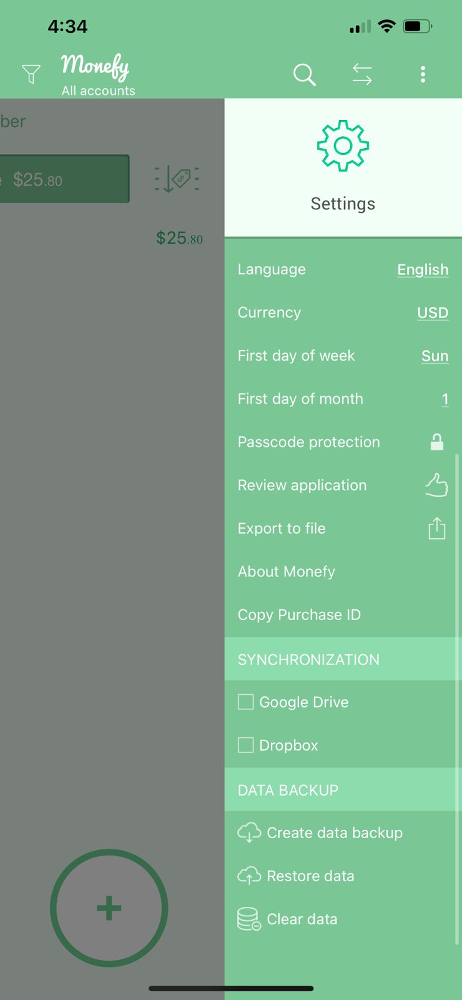 4:34
Monefy
All accounts
ber
$25.80
$25.80
Settings
Language English
Currency USD
First day of week Sun
First day of month 1
Passcode protection
Review application
Export to file
About Monefy
Copy Purchase ID
SYNCHRONIZATION
Google Drive
Dropbox
DATA BACKUP
Create data backup
Restore data
Clear data